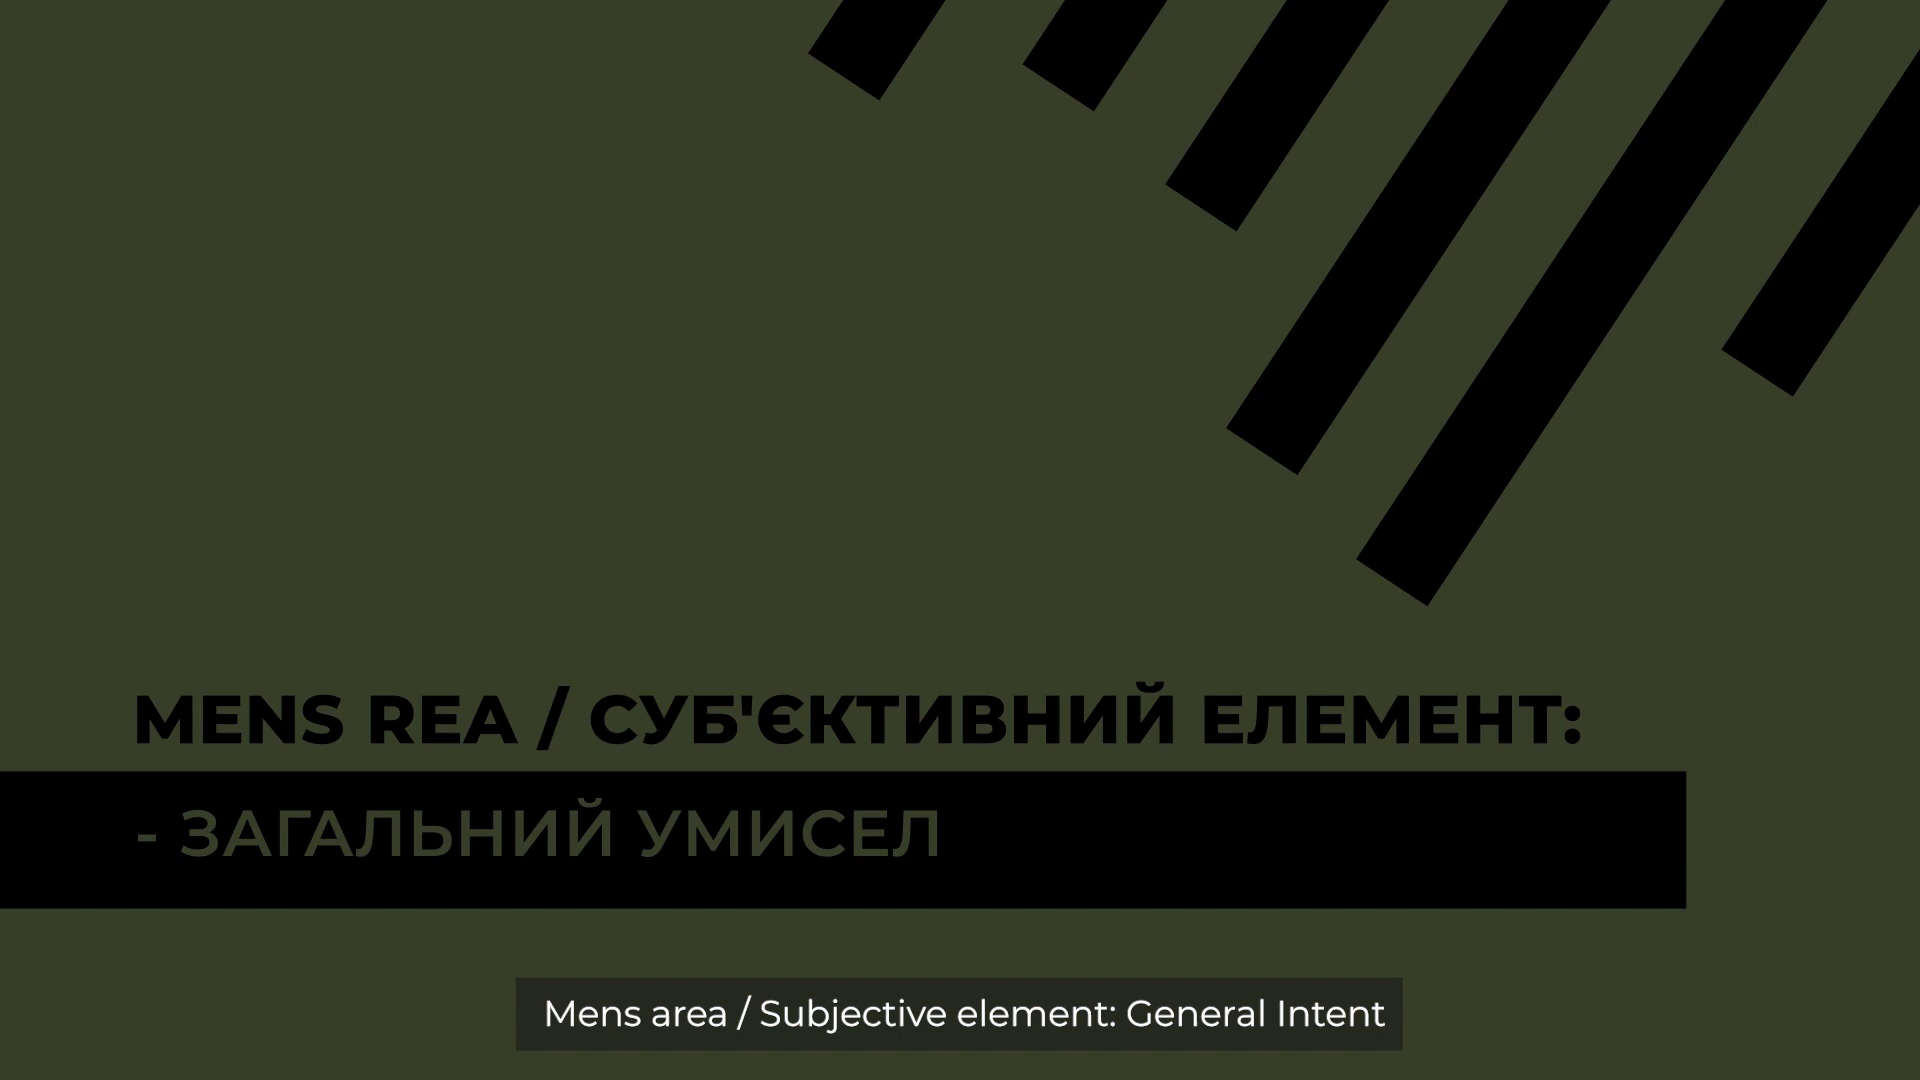 MENS REA / СУБ'ЄКТИВНИЙ ЕЛЕМЕНТ:
- ЗАГАЛЬНИЙ УМИСЕЛ
Mens area / Subjective element: General Intent